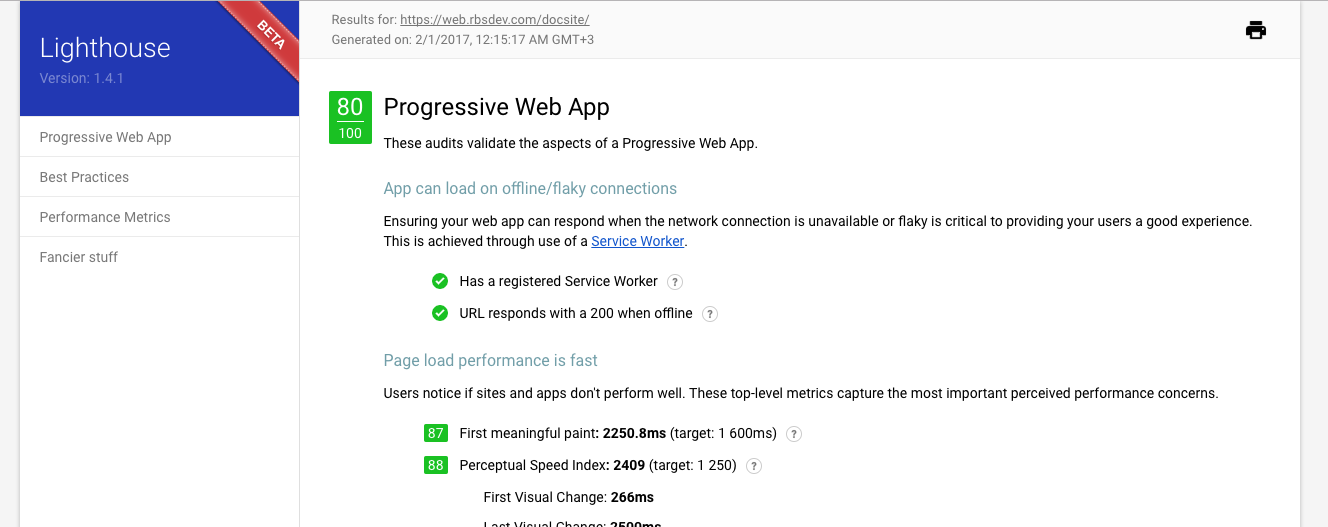 Lighthouse
Version: 1.4.1
BETA
Progressive Web App
Best Practices
Performance Metrics
Fancier stuff
Results for: https://web.rbsdev.com/docsite/
Generated on: 2/1/2017, 12:15:17 AM GMT+3
80
100
Progressive Web App
These audits validate the aspects of a Progressive Web App.
App can load on offline/flaky connections
Ensuring your web app can respond when the network connection is unavailable or flaky is critical to providing your users a good experience.
This is achieved through use of a Service Worker.
Has a registered Service Worker ?
URL responds with a 200 when offline ?
Page load performance is fast
Users notice if sites and apps don't perform well. These top-level metrics capture the most important perceived performance concerns.
87 First meaningful paint: 2250.8ms (target: 1 600ms) ?
88 Perceptual Speed Index: 2409 (target: 1 250) ?
First Visual Change: 266ms
Last Visual Change: 2500ms